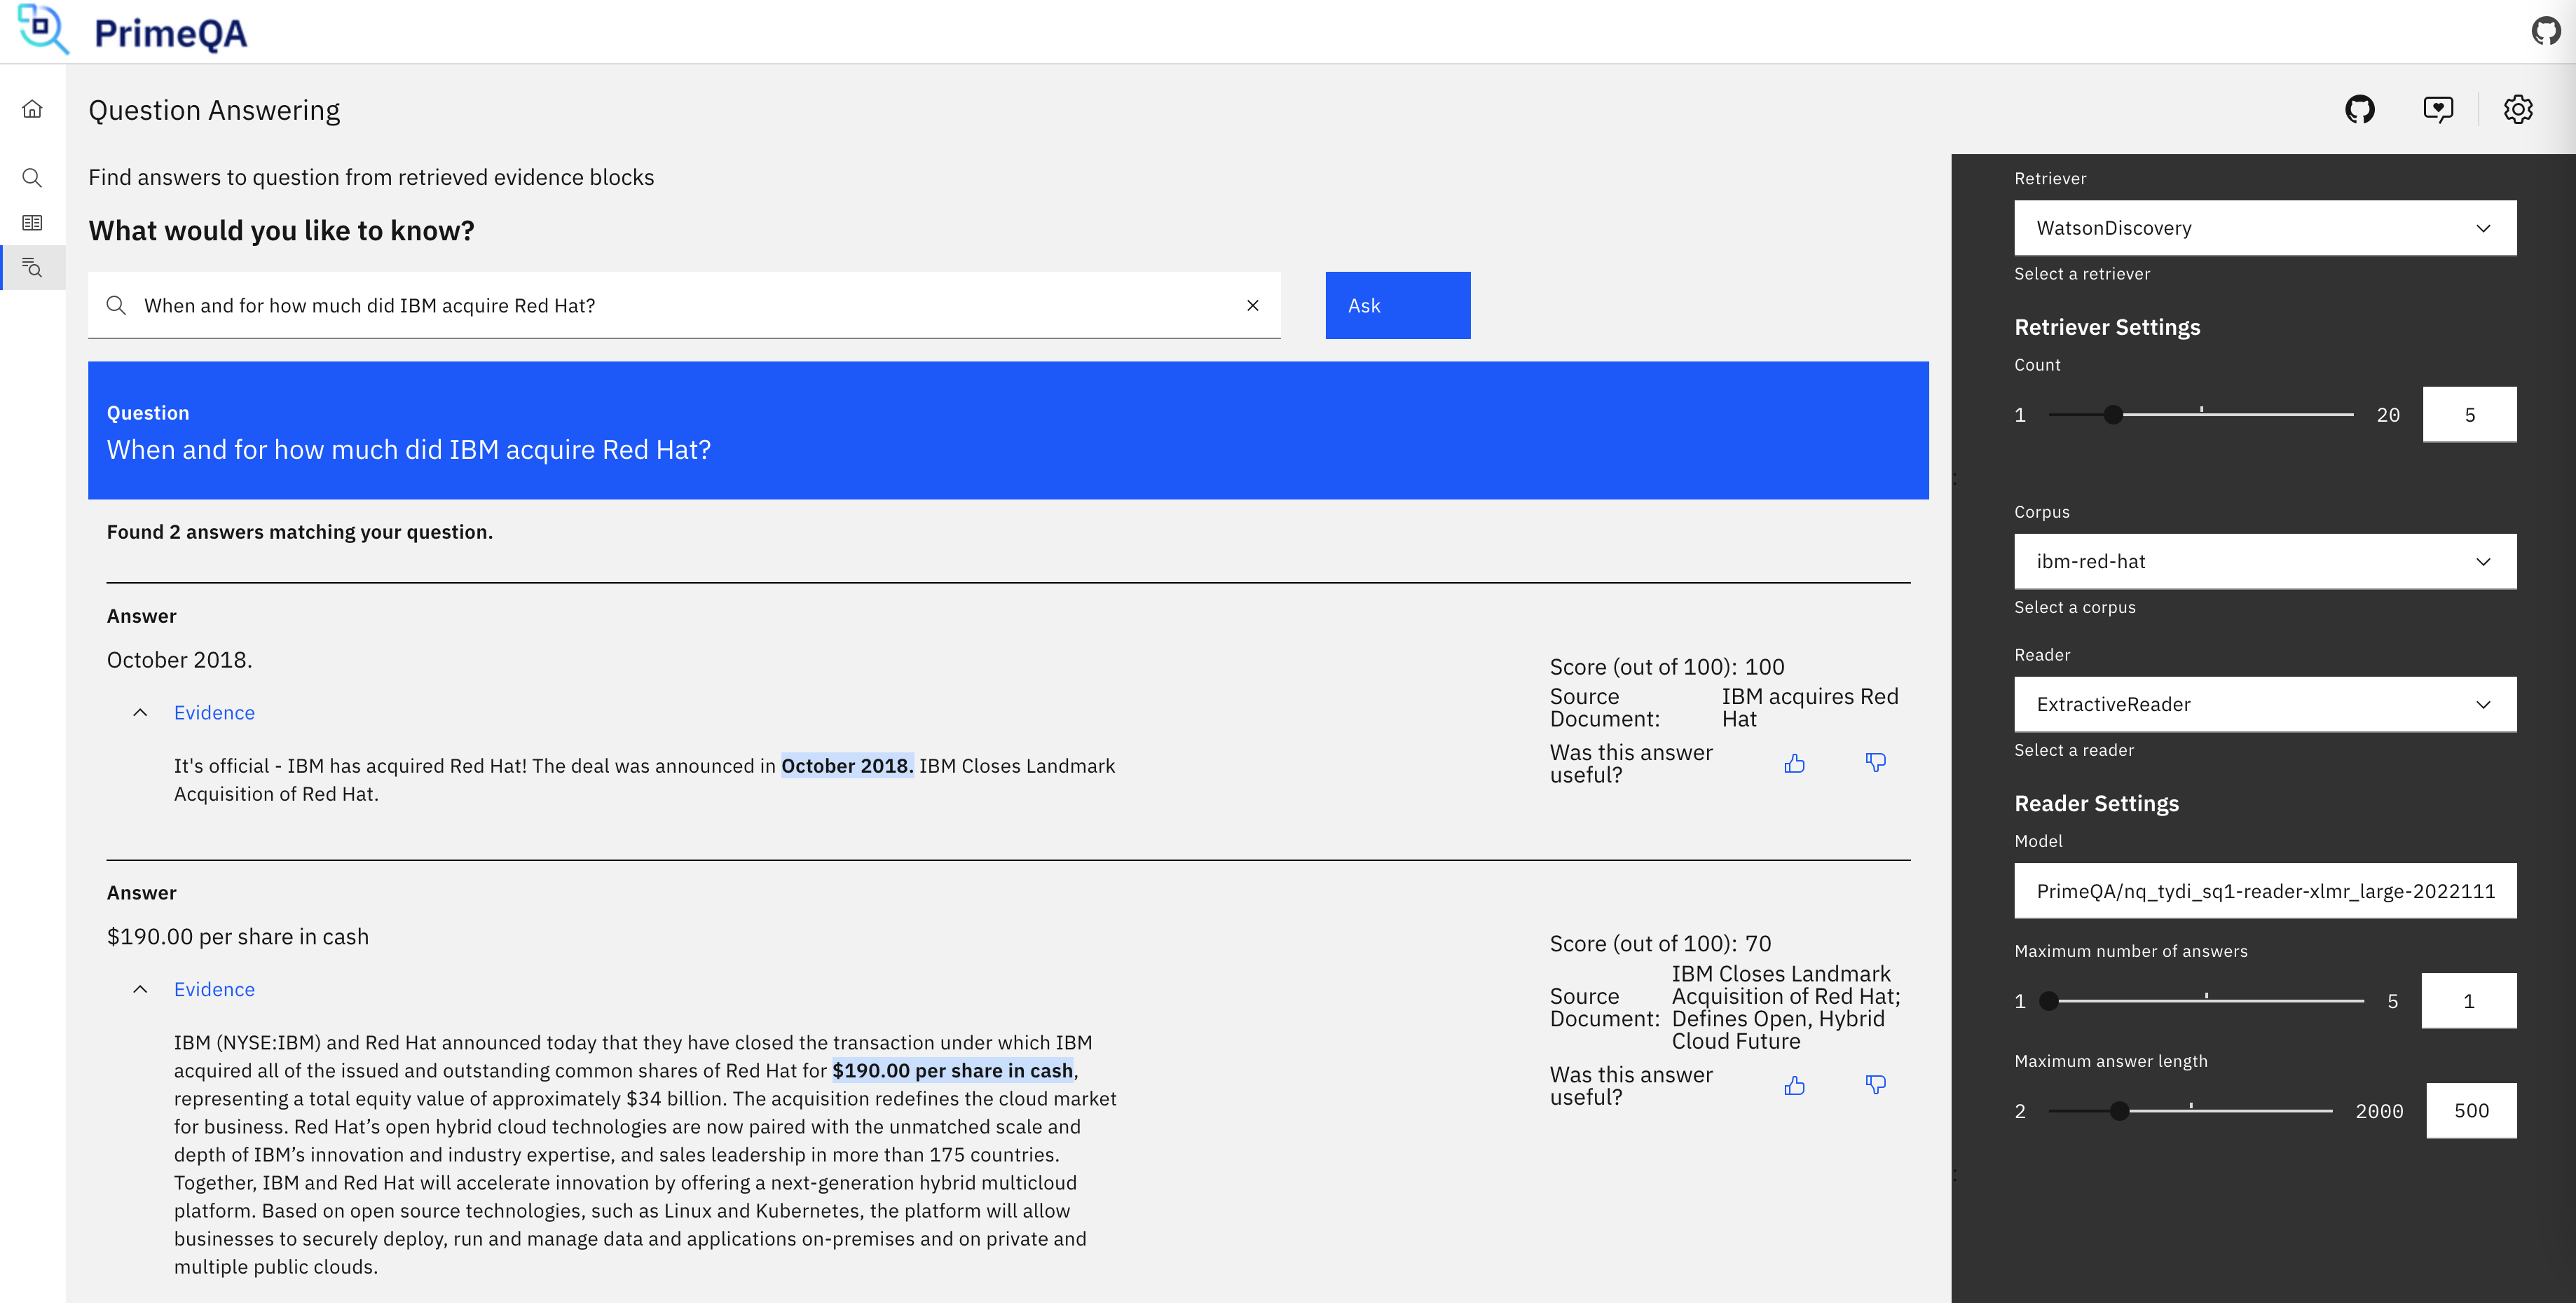 PrimeQA
Question Answering
Find answers to question from retrieved evidence blocks
What would you like to know?
When and for how much did IBM acquire Red Hat?
Ask
Question
When and for how much did IBM acquire Red Hat?
Found 2 answers matching your question.
Answer
October 2018.
Evidence
It's official - IBM has acquired Red Hat! The deal was announced in October 2018. IBM Closes Landmark
Acquisition of Red Hat.
Score (out of 100): 100
Source Document: IBM acquires Red Hat
Was this answer useful?
Answer
$190.00 per share in cash
Evidence
IBM (NYSE:IBM) and Red Hat announced today that they have closed the transaction under which IBM
acquired all of the issued and outstanding common shares of Red Hat for $190.00 per share in cash,
representing a total equity value of approximately $34 billion. The acquisition redefines the cloud market
for business. Red Hat’s open hybrid cloud technologies are now paired with the unmatched scale and
depth of IBM’s innovation and industry expertise, and sales leadership in more than 175 countries.
Together, IBM and Red Hat will accelerate innovation by offering a next-generation hybrid multicloud
platform. Based on open source technologies, such as Linux and Kubernetes, the platform will allow
businesses to securely deploy, run and manage data and applications on-premises and on private and
multiple public clouds.
Score (out of 100): 70
Source Document: IBM Closes Landmark Acquisition of Red Hat; Defines Open, Hybrid Cloud Future
Was this answer useful?
Retriever
WatsonDiscovery
Select a retriever
Retriever Settings
Count
1 20 5
Corpus
ibm-red-hat
Select a corpus
Reader
ExtractiveReader
Select a reader
Reader Settings
Model
PrimeQA/nq_tydi_sq1-reader-xlmr_large-2022111
Maximum number of answers
1 5 1
Maximum answer length
2 2000 500